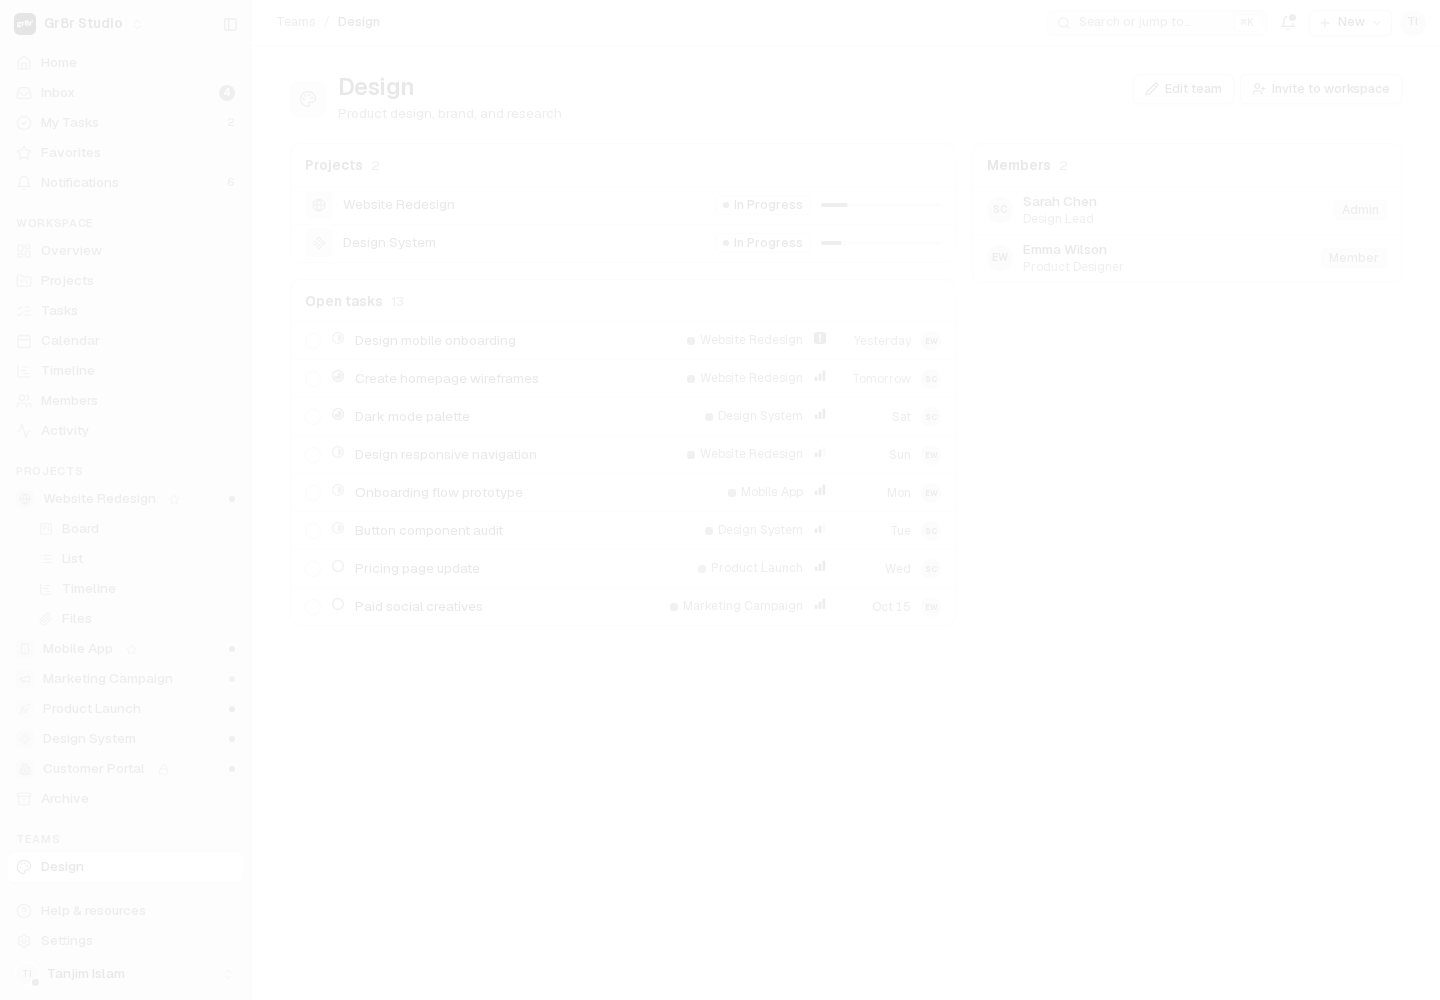 gr8r Gr8r Studio
Teams / Design
Search or jump to... ⌘K
New
TI
Home
Inbox 4
My Tasks 2
Favorites
Notifications 6
WORKSPACE
Overview
Projects
Tasks
Calendar
Timeline
Members
Activity
PROJECTS
Website Redesign
Board
List
Timeline
Files
Mobile App
Marketing Campaign
Product Launch
Design System
Customer Portal
Archive
TEAMS
Design
Help & resources
Settings
TI Tanjim Islam
Design
Product design, brand, and research
Edit team
Invite to workspace
Projects 2
Website Redesign In Progress
Design System In Progress
Open tasks 13
Design mobile onboarding Website Redesign Yesterday EW
Create homepage wireframes Website Redesign Tomorrow SC
Dark mode palette Design System Sat SC
Design responsive navigation Website Redesign Sun EW
Onboarding flow prototype Mobile App Mon EW
Button component audit Design System Tue SC
Pricing page update Product Launch Wed SC
Paid social creatives Marketing Campaign Oct 15 EW
Members 2
SC Sarah Chen Admin
Design Lead
EW Emma Wilson Member
Product Designer